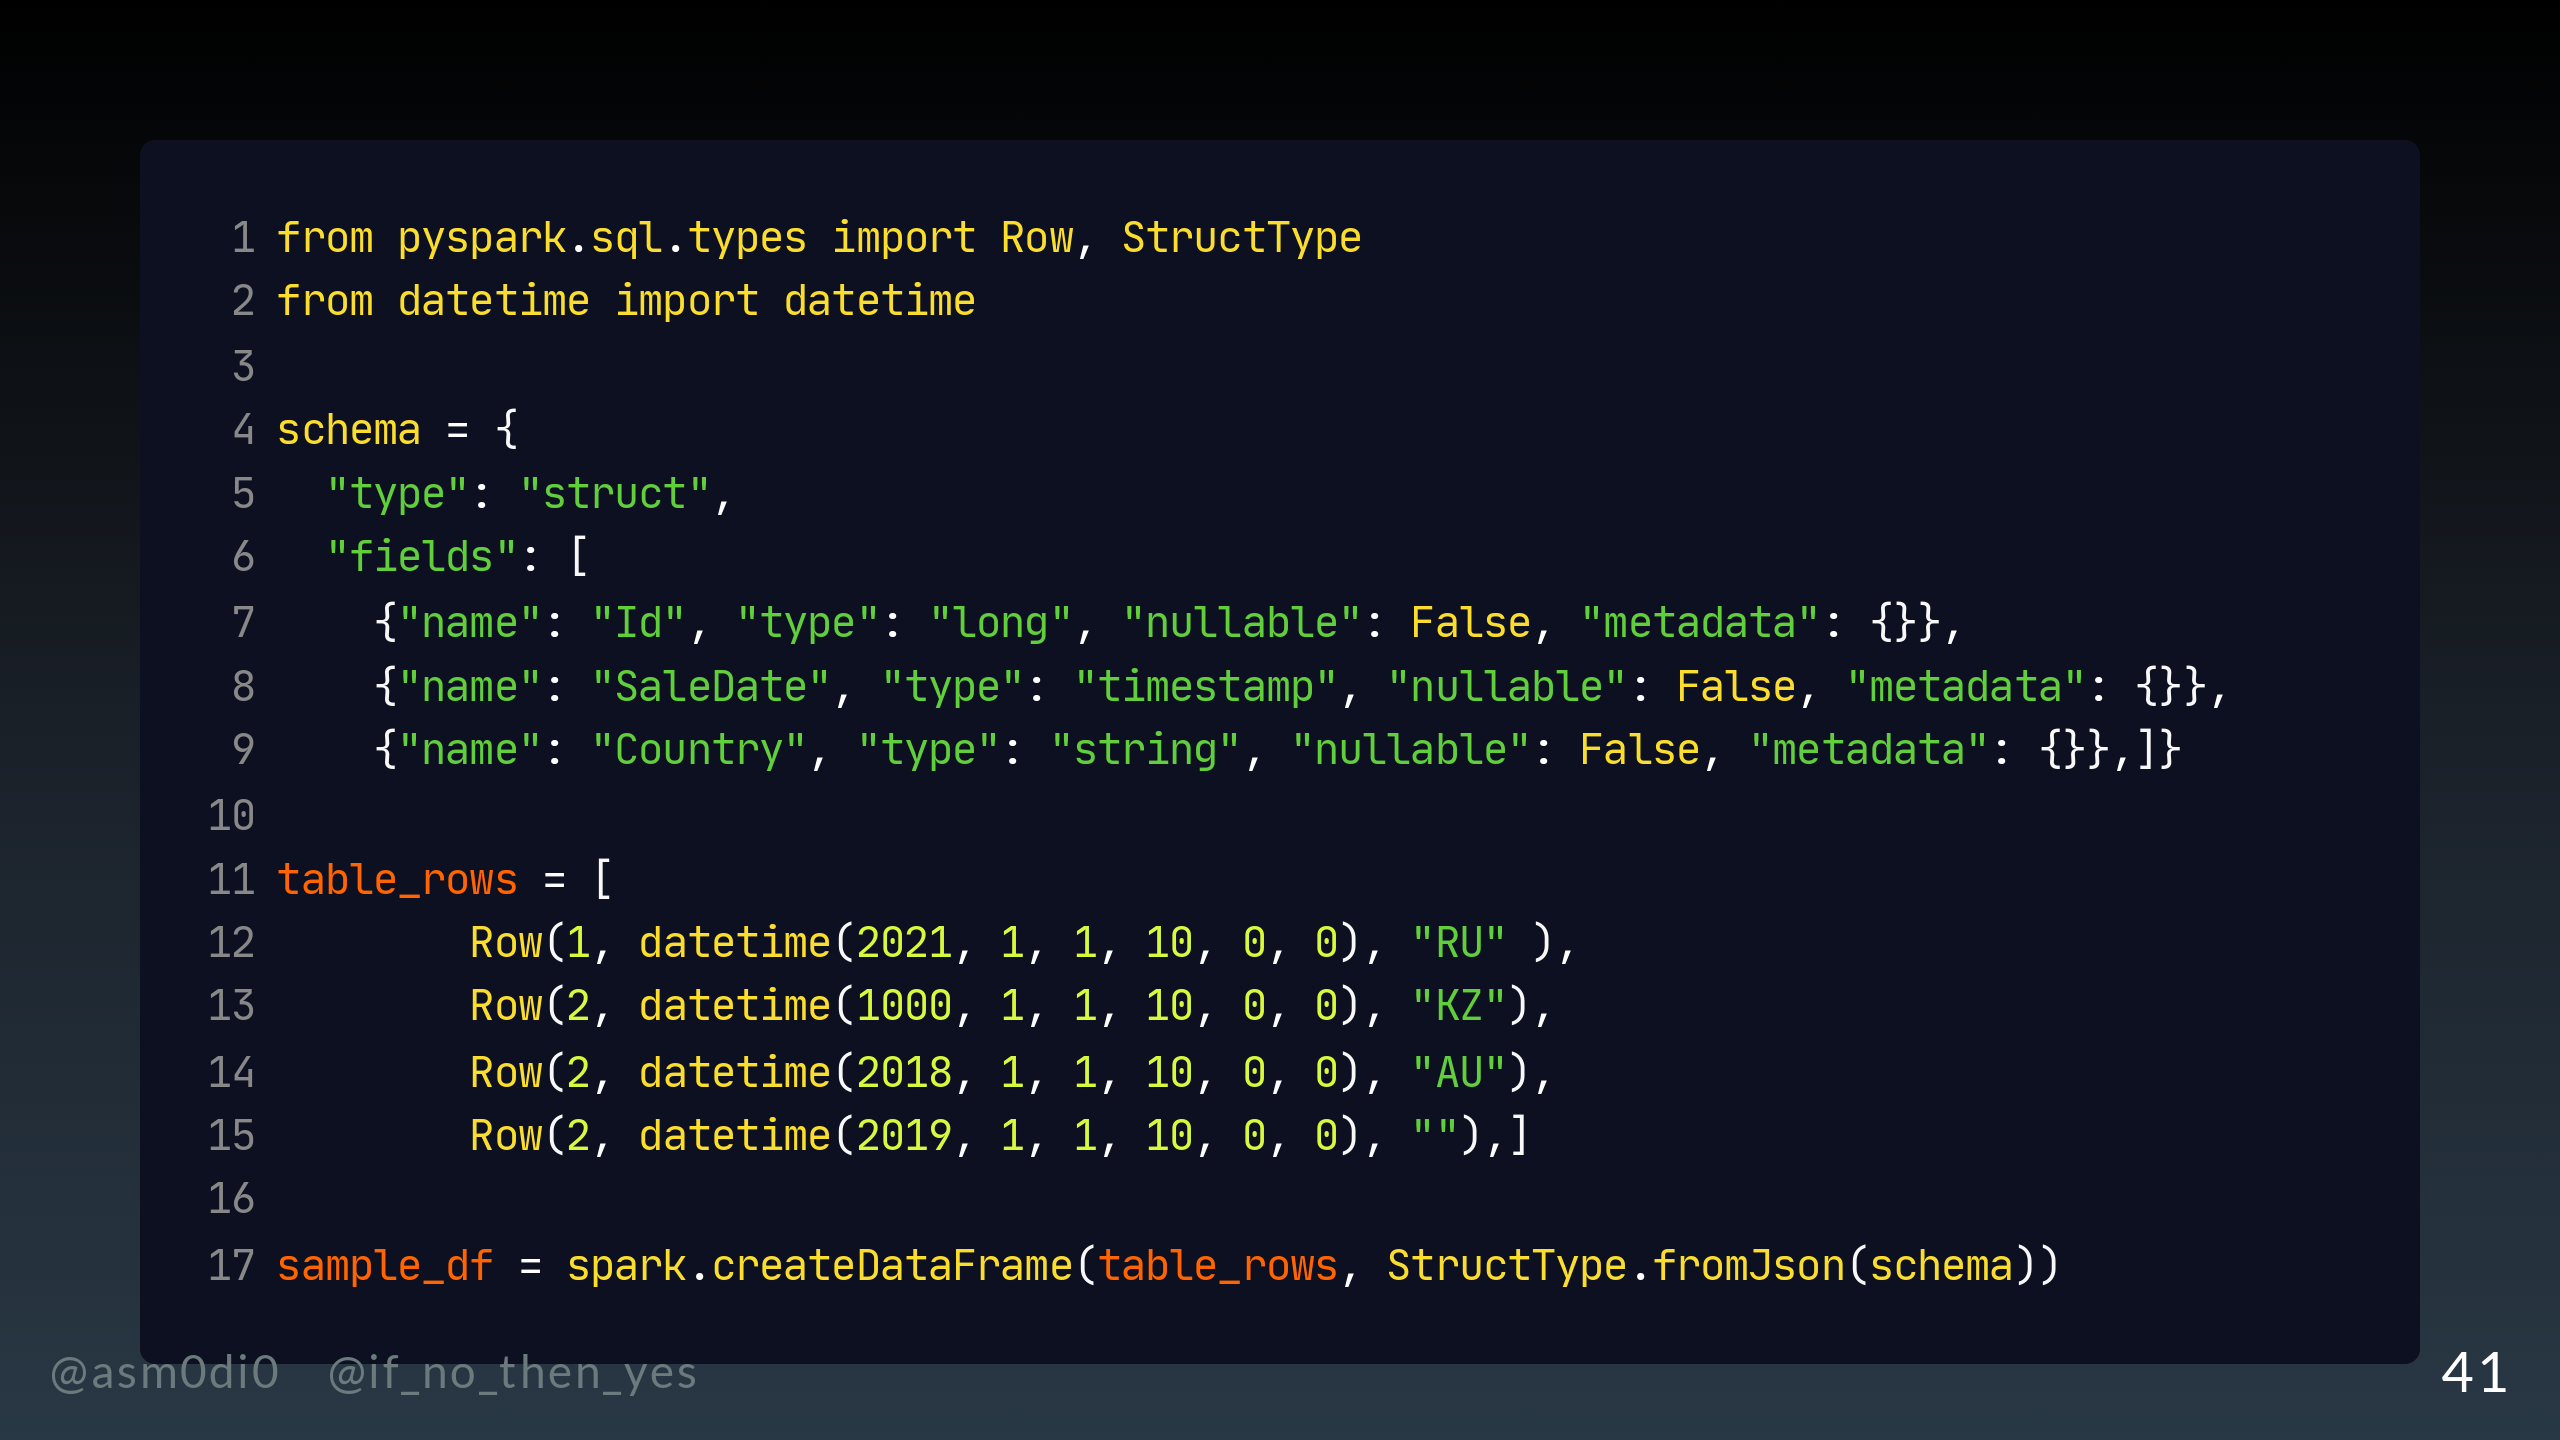 1 from pyspark.sql.types import Row, StructType
2 from datetime import datetime
3
4 schema = {
5   "type": "struct",
6   "fields": [
7     {"name": "Id", "type": "long", "nullable": False, "metadata": {}},
8     {"name": "SaleDate", "type": "timestamp", "nullable": False, "metadata": {}},
9     {"name": "Country", "type": "string", "nullable": False, "metadata": {}},]}
10
11 table_rows = [
12         Row(1, datetime(2021, 1, 1, 10, 0, 0), "RU" ),
13         Row(2, datetime(1000, 1, 1, 10, 0, 0), "KZ"),
14         Row(2, datetime(2018, 1, 1, 10, 0, 0), "AU"),
15         Row(2, datetime(2019, 1, 1, 10, 0, 0), ""),]
16
17 sample_df = spark.createDataFrame(table_rows, StructType.fromJson(schema))
@asm0di0 @if_no_then_yes
41